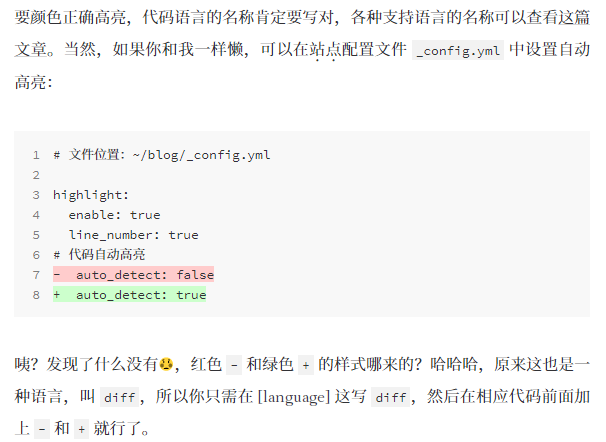 要颜色正确高亮，代码语言的名称肯定要写对，各种支持语言的名称可以查看这篇
文章。当然，如果你和我一样懒，可以在站点配置文件 _config.yml 中设置自动
高亮：
1 # 文件位置: ~/blog/_config.yml
2
3 highlight:
4   enable: true
5   line_number: true
6 # 代码自动高亮
7 -  auto_detect: false
8 +  auto_detect: true
咦？发现了什么没有😲，红色 - 和绿色 + 的样式哪来的？哈哈哈，原来这也是一
种语言，叫 diff，所以你只需在 [language] 这写 diff，然后在相应代码前面加
上 - 和 + 就行了。